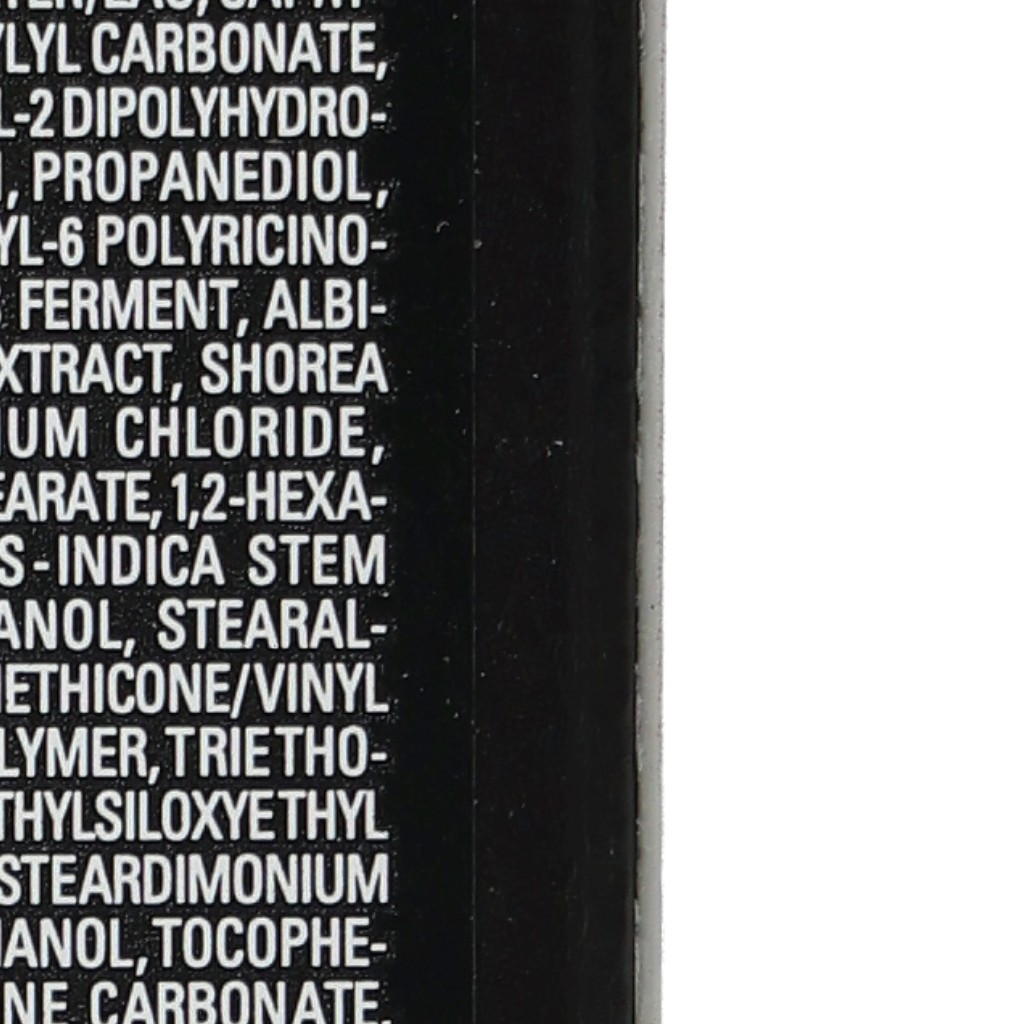 CARBONATE,
L-2 DIPOLYHYDRO-
, PROPANEDIOL,
YL-6 POLYRICINO-
FERMENT, ALBI-
XTRACT, SHOREA
IUM CHLORIDE,
EARATE, 1,2-HEXA-
S-INDICA STEM
ANOL, STEARAL-
ETHICONE/VINYL
LYMER, TRIETHO-
THYLSILOXYETHYL
STEARDIMONIUM
ANOL, TOCOPHE-
NE CARBONATE,